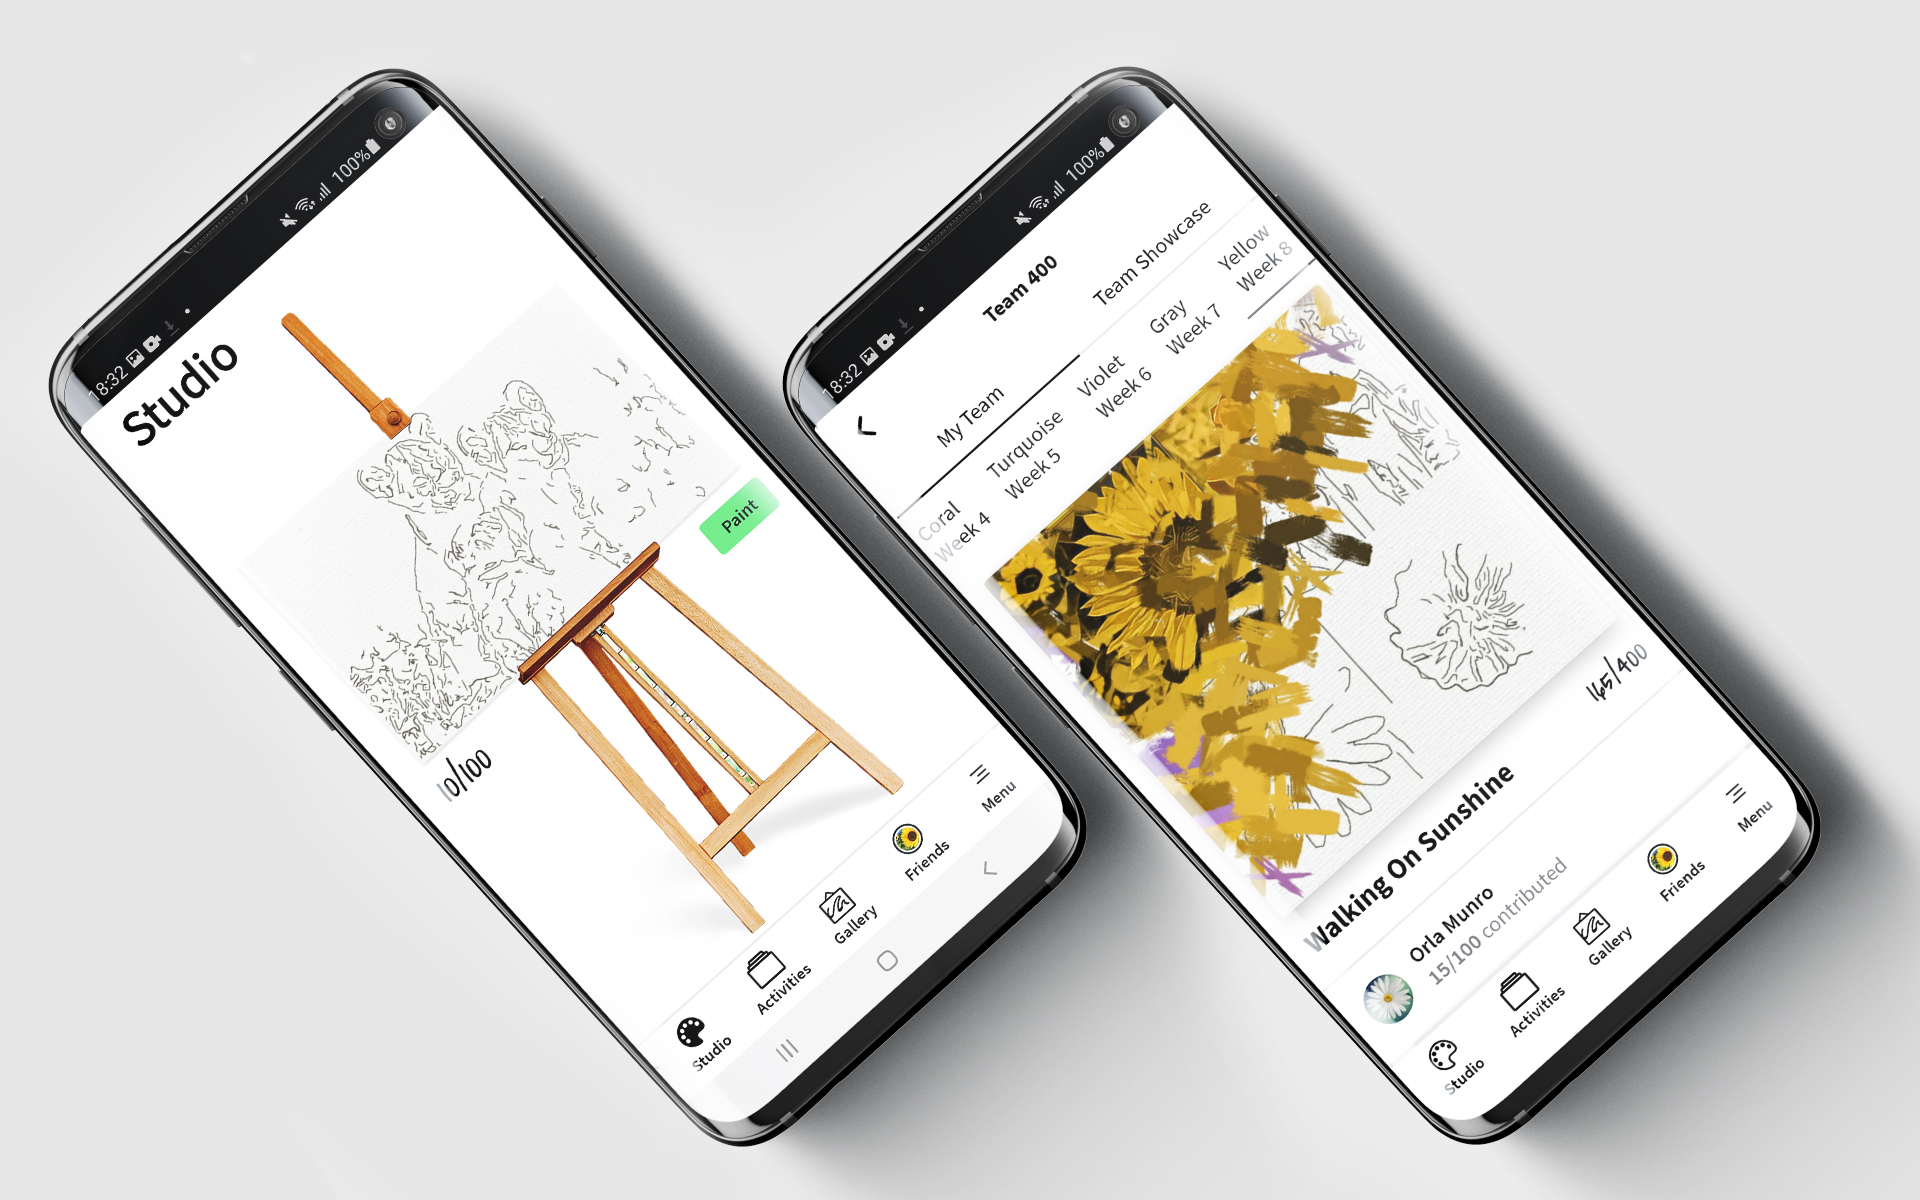 18:32
100%
Studio
Paint
10/100
Studio
Activities
Gallery
Friends
Menu
18:32
100%
Team 400
My Team
Team Showcase
Coral
Week 4
Turquoise
Week 5
Violet
Week 6
Gray
Week 7
Yellow
Week 8
165/400
Walking On Sunshine
Orla Munro
15/100 contributed
Studio
Activities
Gallery
Friends
Menu